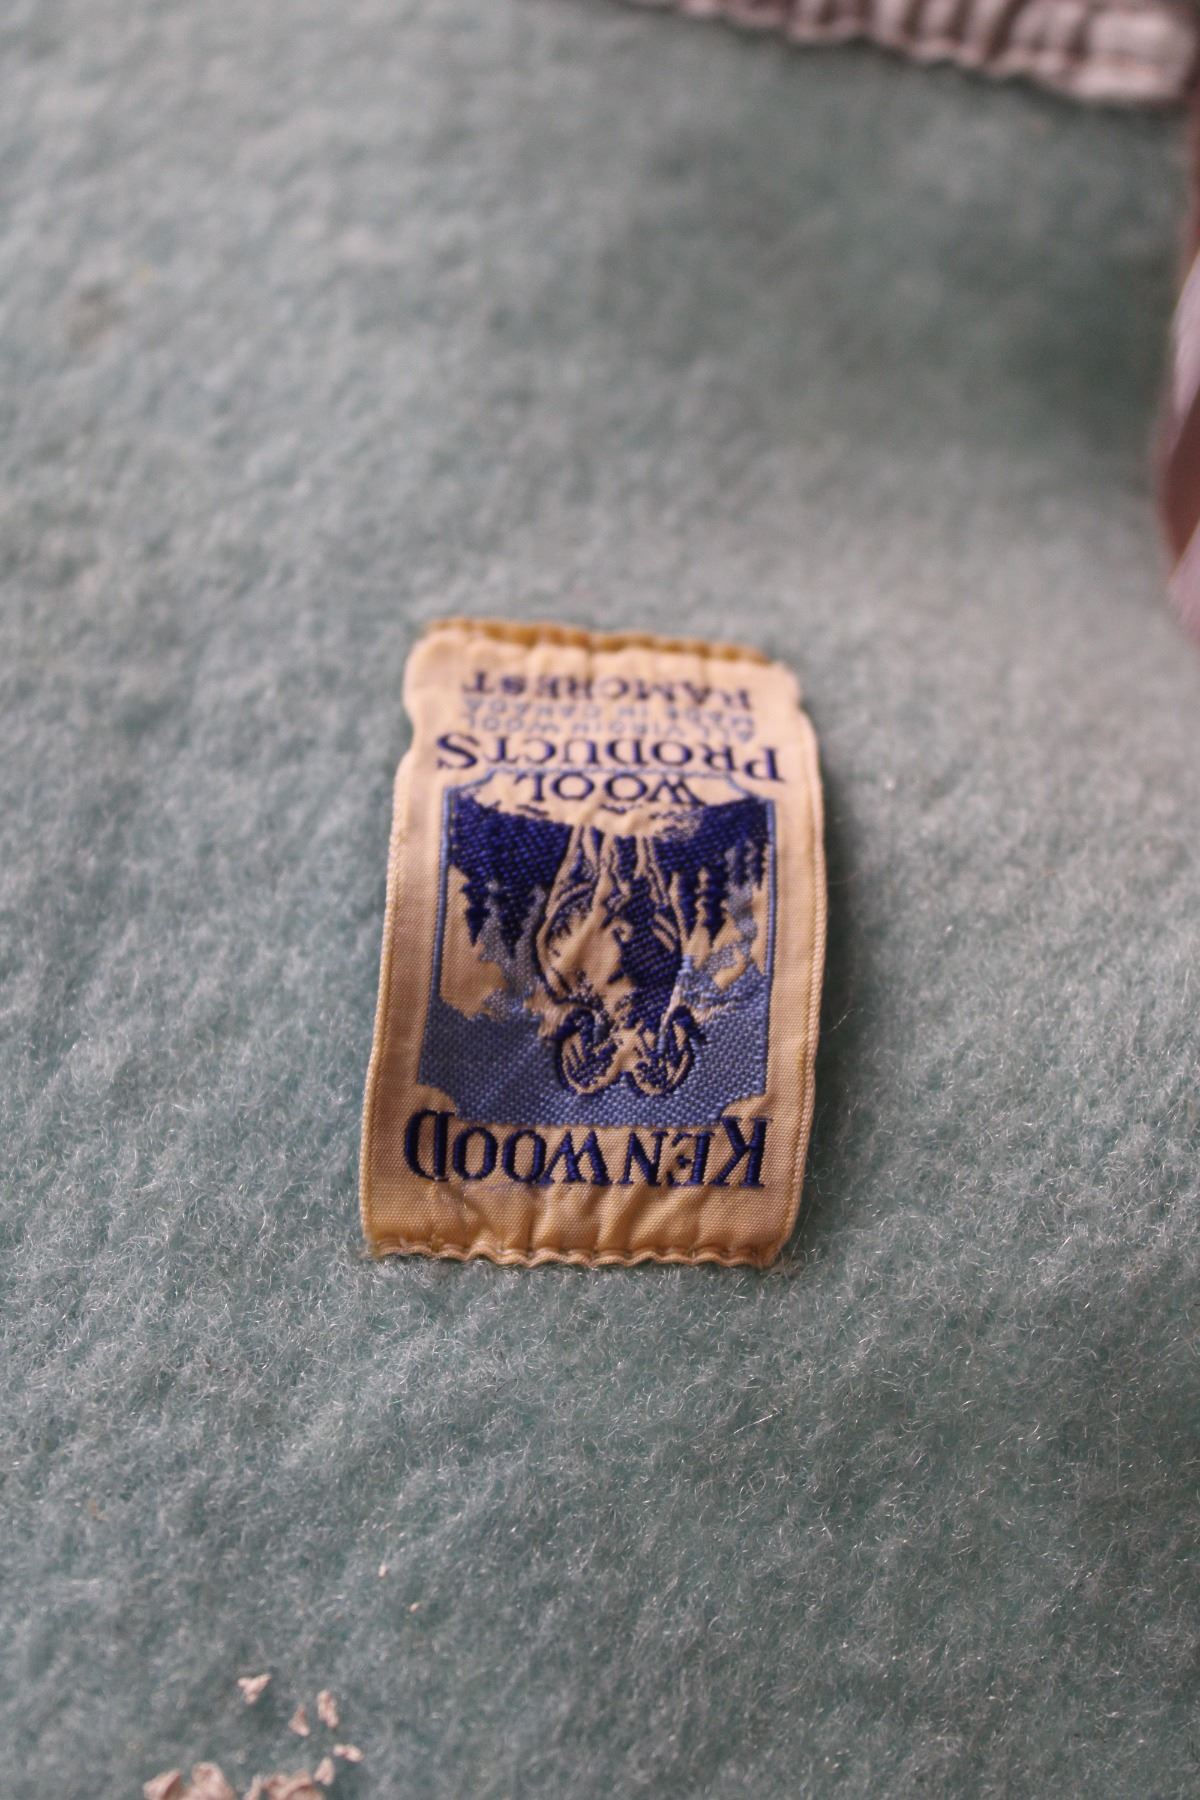 KENWOOD
WOOL
PRODUCTS
ALL VIRGIN WOOL
MADE IN CANADA
RAMCREST